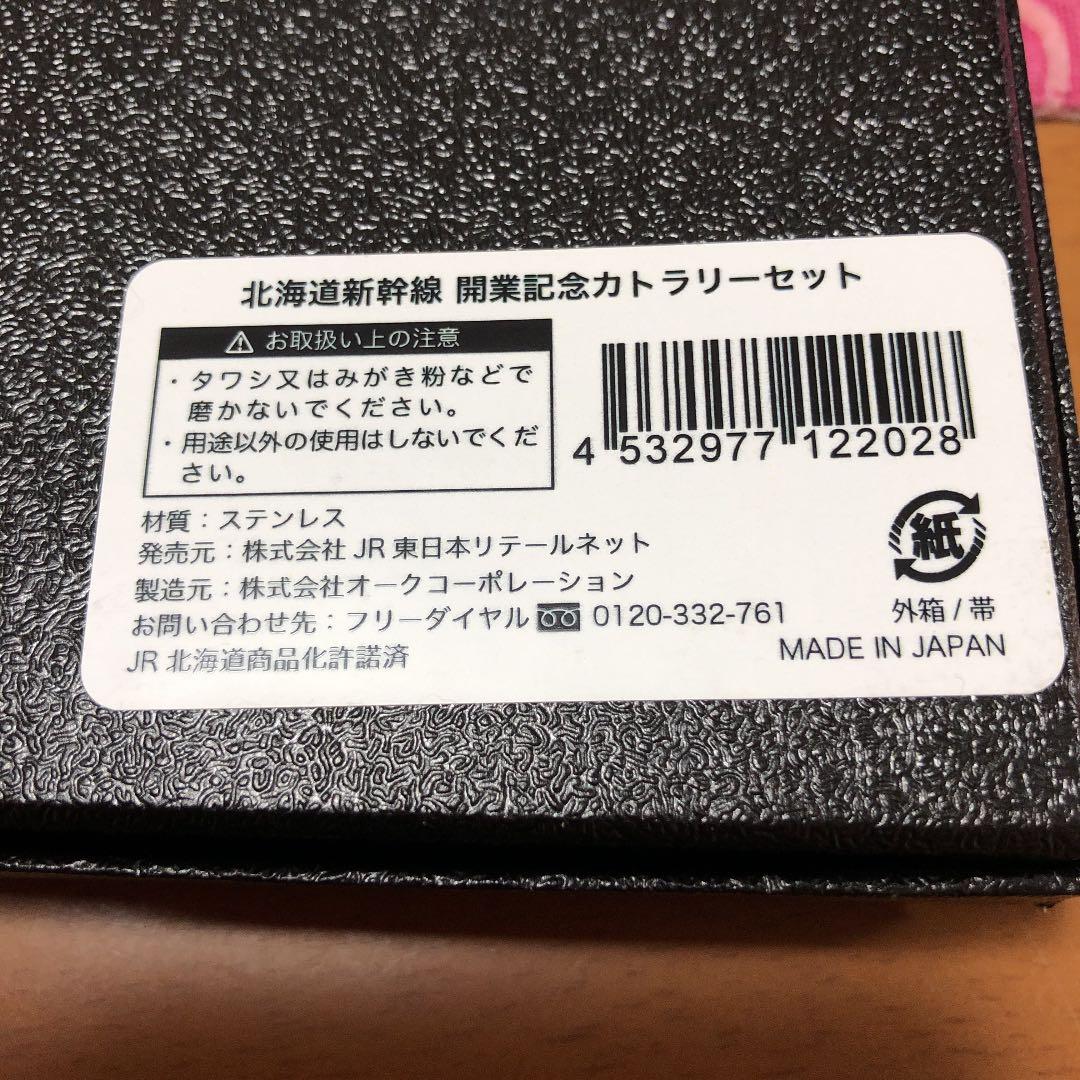 北海道新幹線 開業記念カトラリーセット
⚠ お取扱い上の注意
・タワシ又はみがき粉などで
磨かないでください。
・用途以外の使用はしないでくだ
さい。
4 532977 122028
材質：ステンレス
発売元：株式会社 JR 東日本リテールネット
製造元：株式会社オークコーポレーション
お問い合わせ先：フリーダイヤル 0120-332-761
JR 北海道商品化許諾済
紙
外箱 / 帯
MADE IN JAPAN